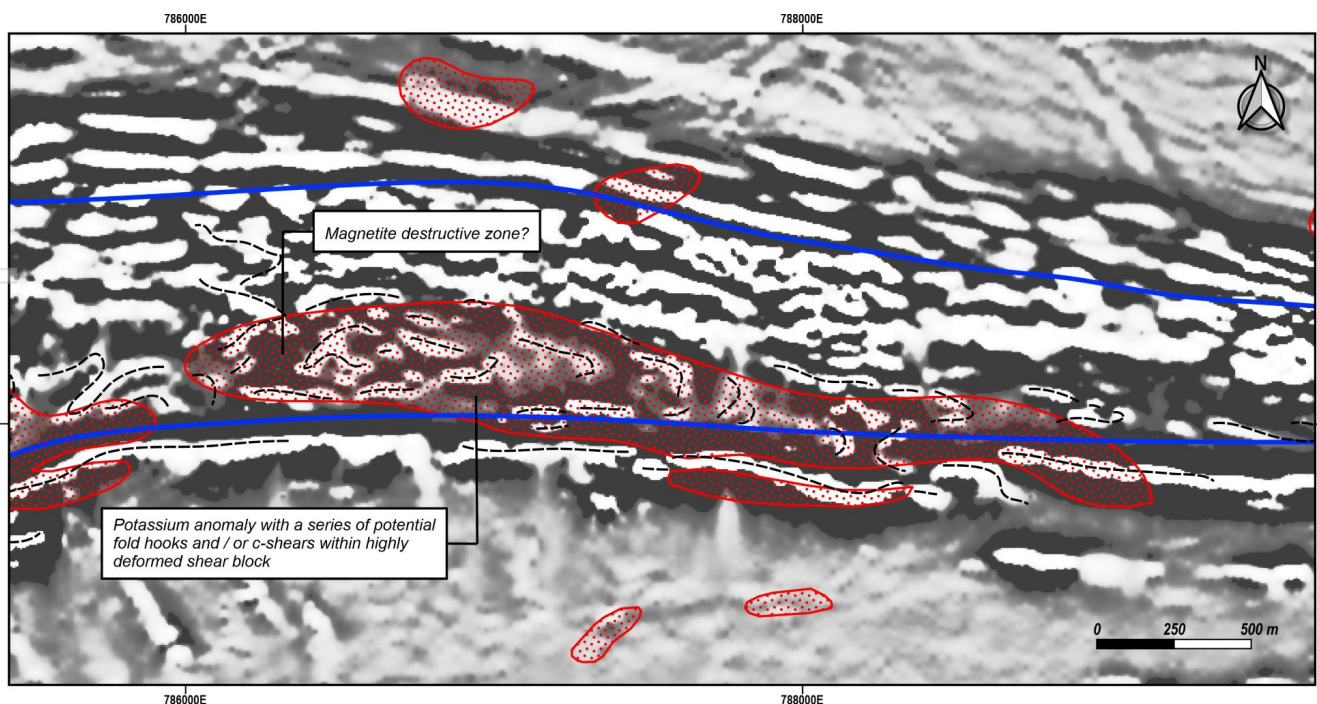 786000E
788000E
N
Magnetite destructive zone?
Potassium anomaly with a series of potential
fold hooks and / or c-shears within highly
deformed shear block
0 250 500 m
786000E
788000E